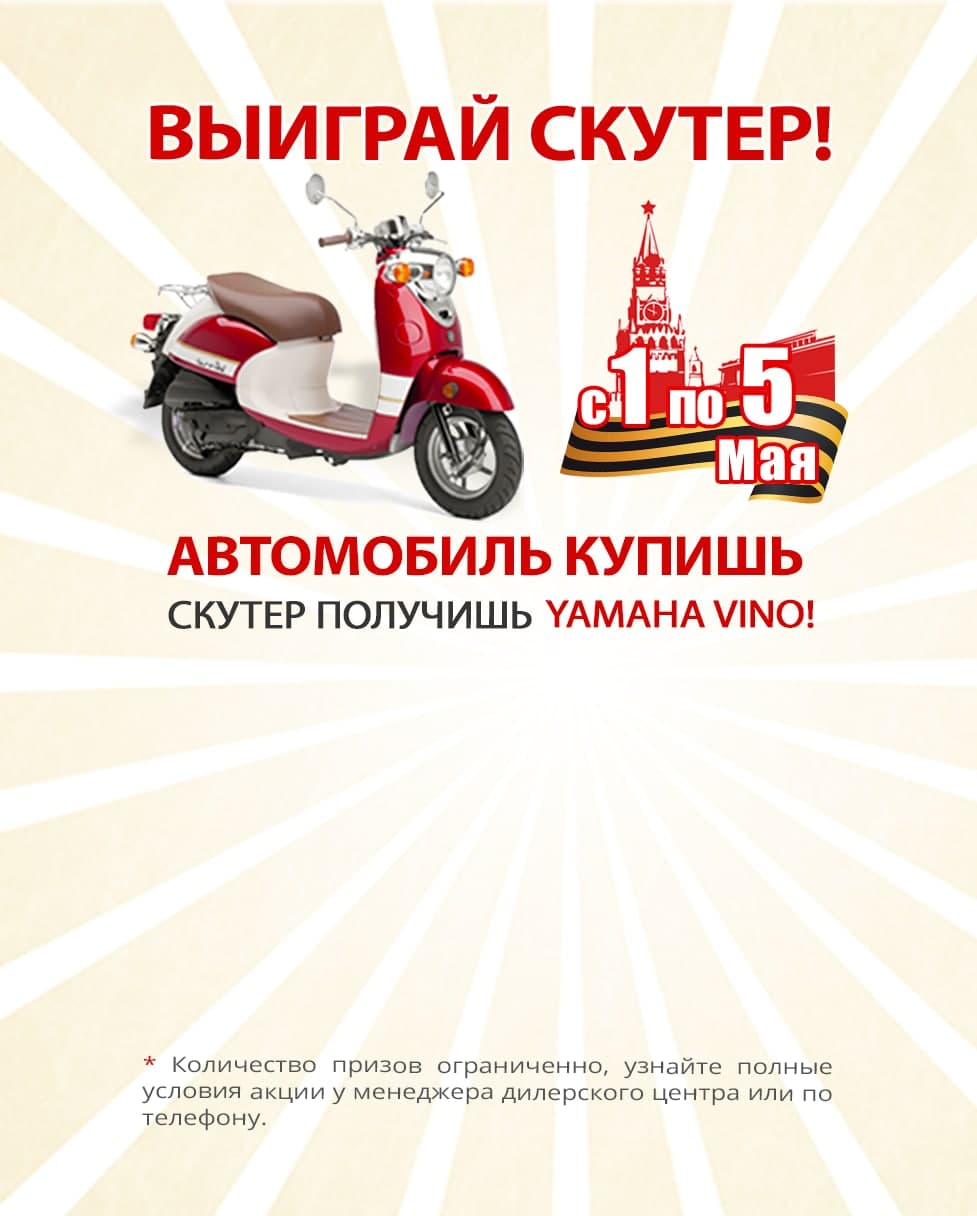 ВЫИГРАЙ СКУТЕР!
с 1 по 5
Мая
АВТОМОБИЛЬ КУПИШЬ
СКУТЕР ПОЛУЧИШЬ YAMAHA VINO!
* Количество призов ограниченно, узнайте полные
условия акции у менеджера дилерского центра или по
телефону.